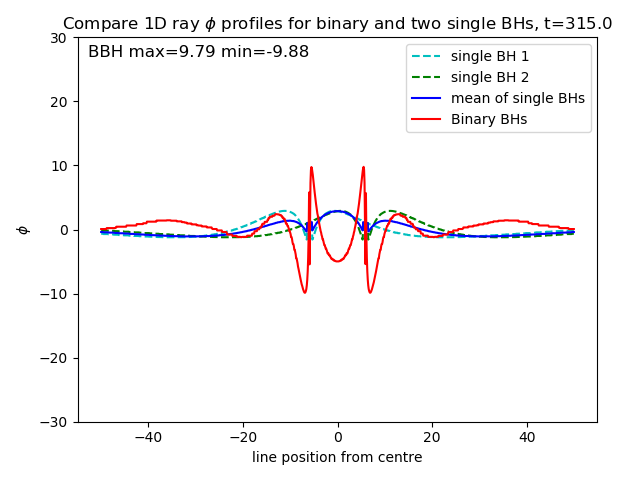 Compare 1D ray ϕ profiles for binary and two single BHs, t=315.0
BBH max=9.79 min=-9.88
single BH 1
single BH 2
mean of single BHs
Binary BHs
30
20
10
0
−10
−20
−30
ϕ
−40
−20
0
20
40
line position from centre